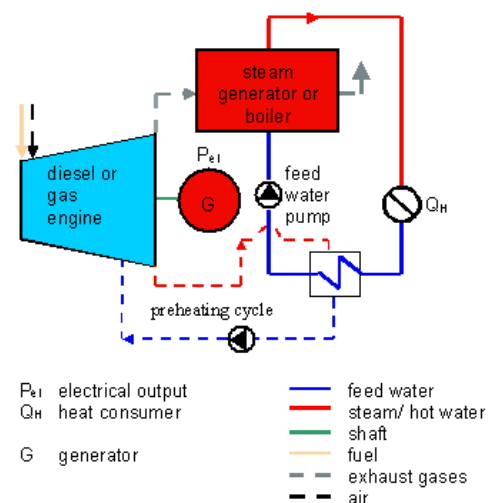 steam
generator or
boiler
diesel or
gas
engine
Pel
G
feed
water
pump
QH
preheating cycle
Pel electrical output
QH heat consumer
G generator
feed water
steam/ hot water
shaft
fuel
exhaust gases
air